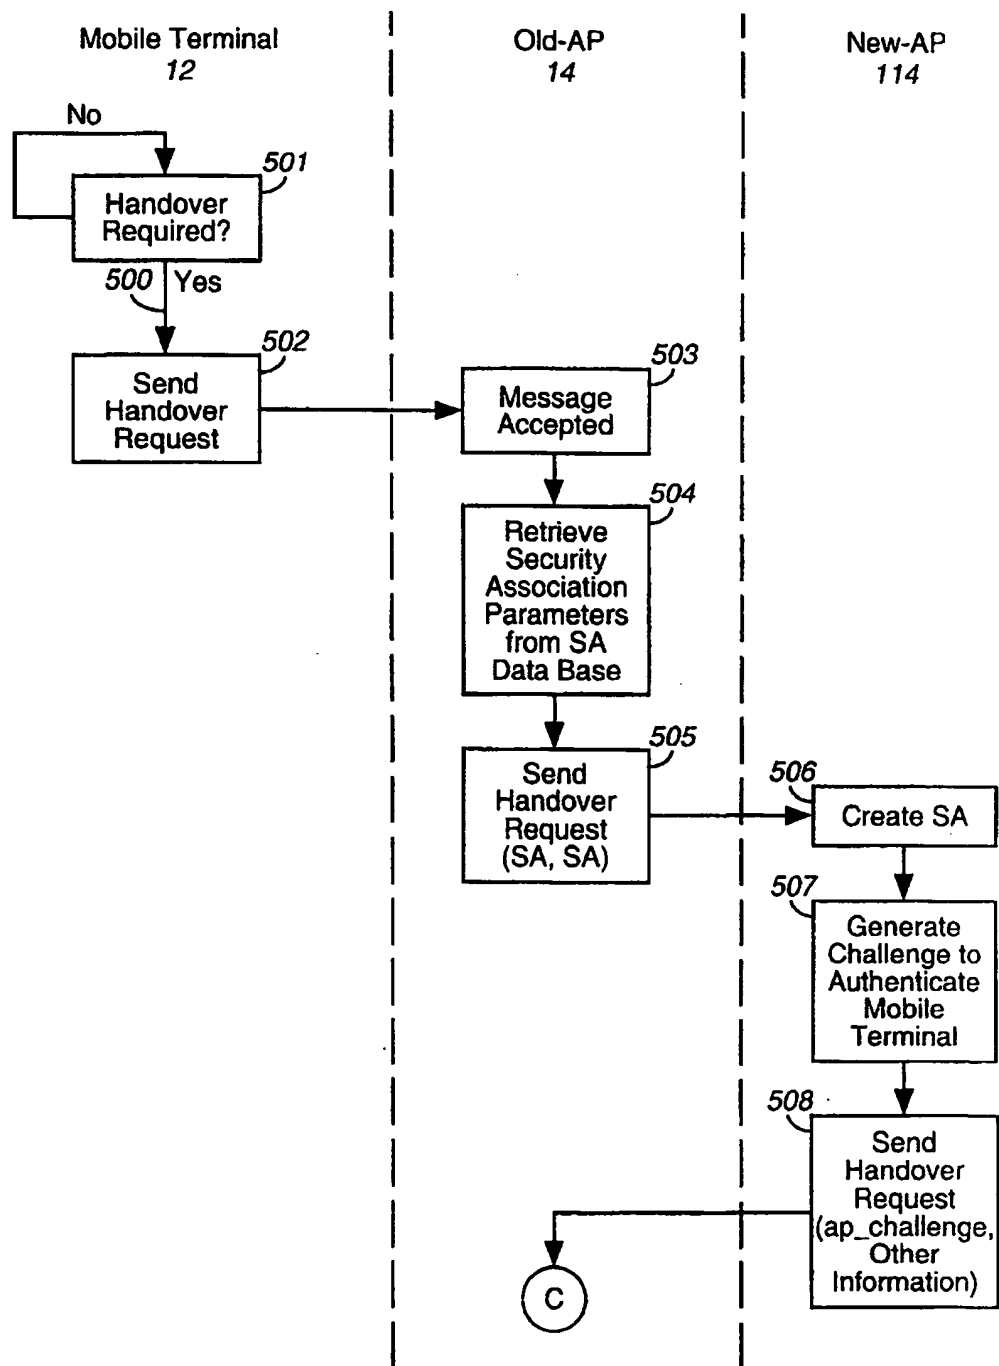 Mobile Terminal
12
Old-AP
14
New-AP
114
No
501
Handover
Required?
500
Yes
502
Send
Handover
Request
503
Message
Accepted
504
Retrieve
Security
Association
Parameters
from SA
Data Base
505
Send
Handover
Request
(SA, SA)
506
Create SA
507
Generate
Challenge to
Authenticate
Mobile
Terminal
508
Send
Handover
Request
(ap_challenge,
Other
Information)
C